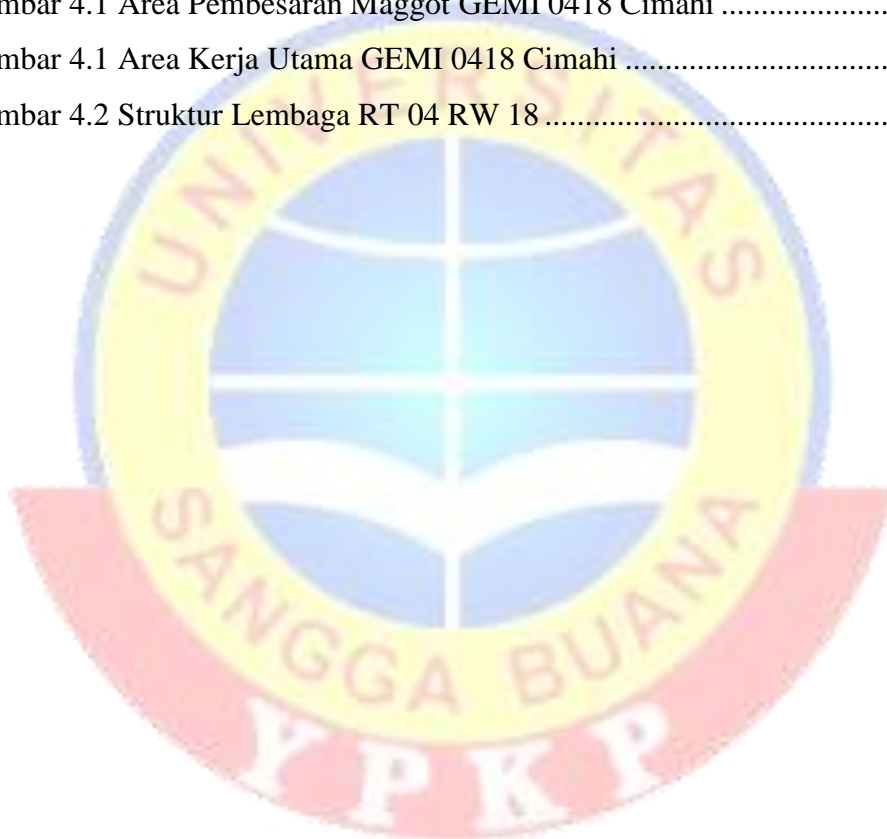 mbar 4.1 Area Pembesaran Maggot GEMI 0418 Cimahi ......................
mbar 4.1 Area Kerja Utama GEMI 0418 Cimahi .................................
mbar 4.2 Struktur Lembaga RT 04 RW 18 ...........................................
UNIVERSITAS
SANGGA BUANA
YPKP